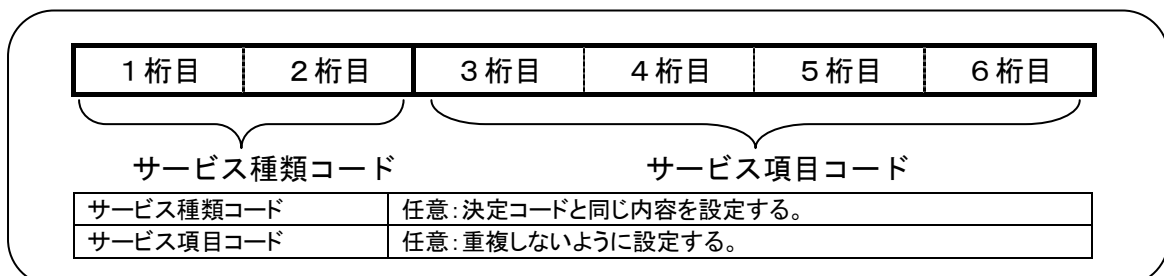 １桁目 ２桁目 ３桁目 ４桁目 ５桁目 ６桁目
サービス種類コード サービス項目コード
サービス種類コード 任意：決定コードと同じ内容を設定する。
サービス項目コード 任意：重複しないように設定する。